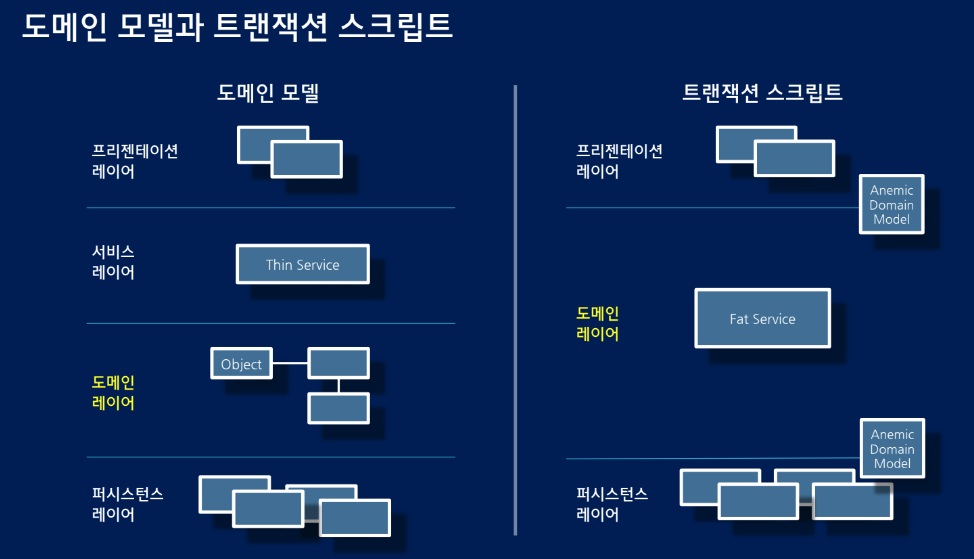 도메인 모델과 트랜잭션 스크립트
도메인 모델
프리젠테이션
레이어
서비스
레이어
Thin Service
도메인
레이어
Object
퍼시스턴스
레이어
트랜잭션 스크립트
프리젠테이션
레이어
Anemic
Domain
Model
도메인
레이어
Fat Service
Anemic
Domain
Model
퍼시스턴스
레이어